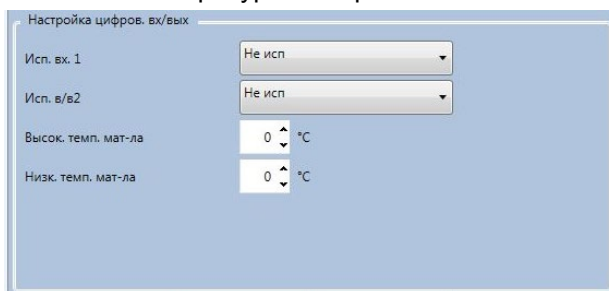 Настройка цифров. вх/вых
Исп. вх. 1 Не исп
Исп. в/в2 Не исп
Высок. темп. мат-ла 0 °C
Низк. темп. мат-ла 0 °C